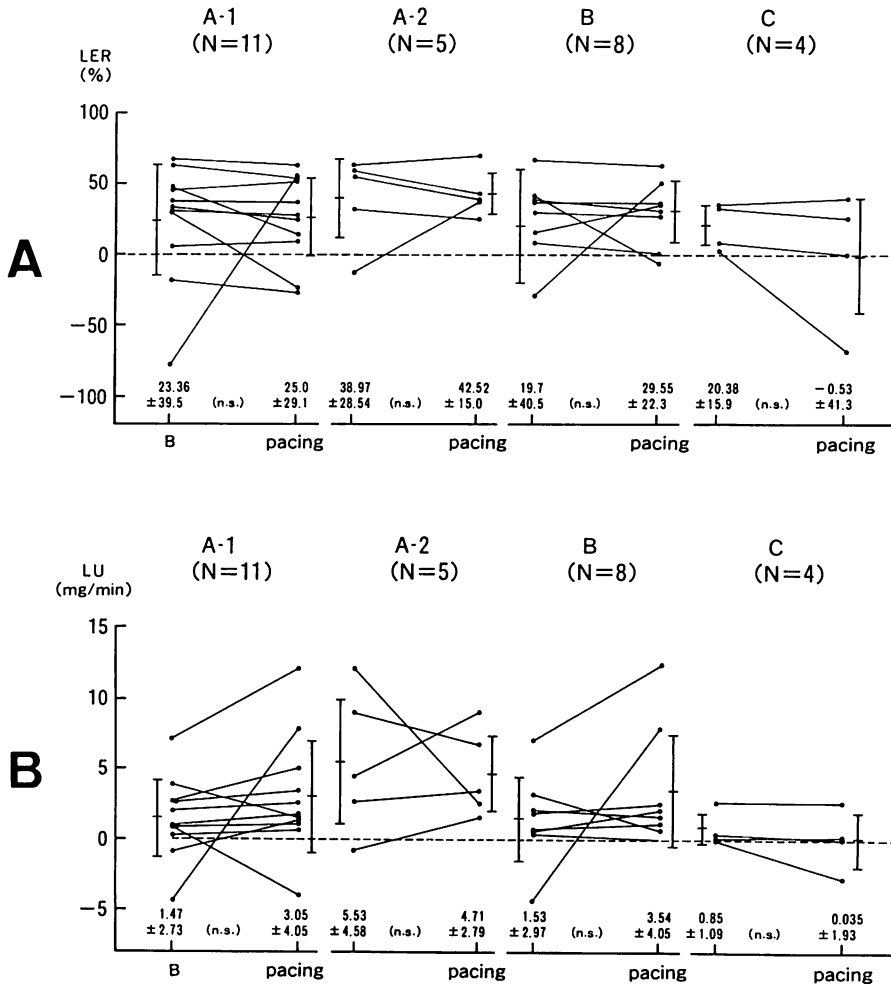 A-1 A-2 B C
(N=11) (N=5) (N=8) (N=4)
LER
(%)
100
50
A
0
−50
−100
23.36 25.0 38.97 42.52 19.7 29.55 20.38 −0.53
±39.5 (n.s.) ±29.1 ±28.54 (n.s.) ±15.0 ±40.5 (n.s.) ±22.3 ±15.9 (n.s.) ±41.3
B pacing pacing pacing pacing
A-1 A-2 B C
(N=11) (N=5) (N=8) (N=4)
LU
(mg/min)
15
10
5
B
0
−5
1.47 3.05 5.53 4.71 1.53 3.54 0.85 0.035
±2.73 (n.s.) ±4.05 ±4.58 (n.s.) ±2.79 ±2.97 (n.s.) ±4.05 ±1.09 (n.s.) ±1.93
B pacing pacing pacing pacing